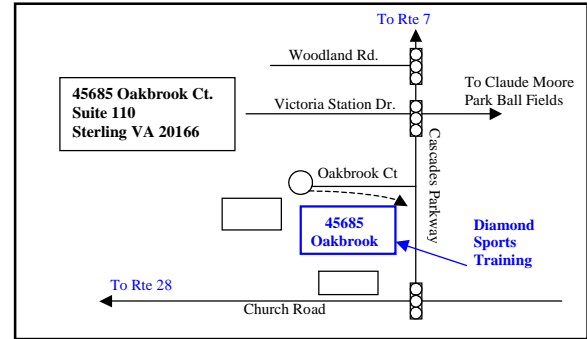 To Rte 7
Woodland Rd.
To Claude Moore
Park Ball Fields
45685 Oakbrook Ct.
Suite 110
Sterling VA 20166
Victoria Station Dr.
Cascades Parkway
Oakbrook Ct
45685
Oakbrook
Diamond
Sports
Training
To Rte 28
Church Road